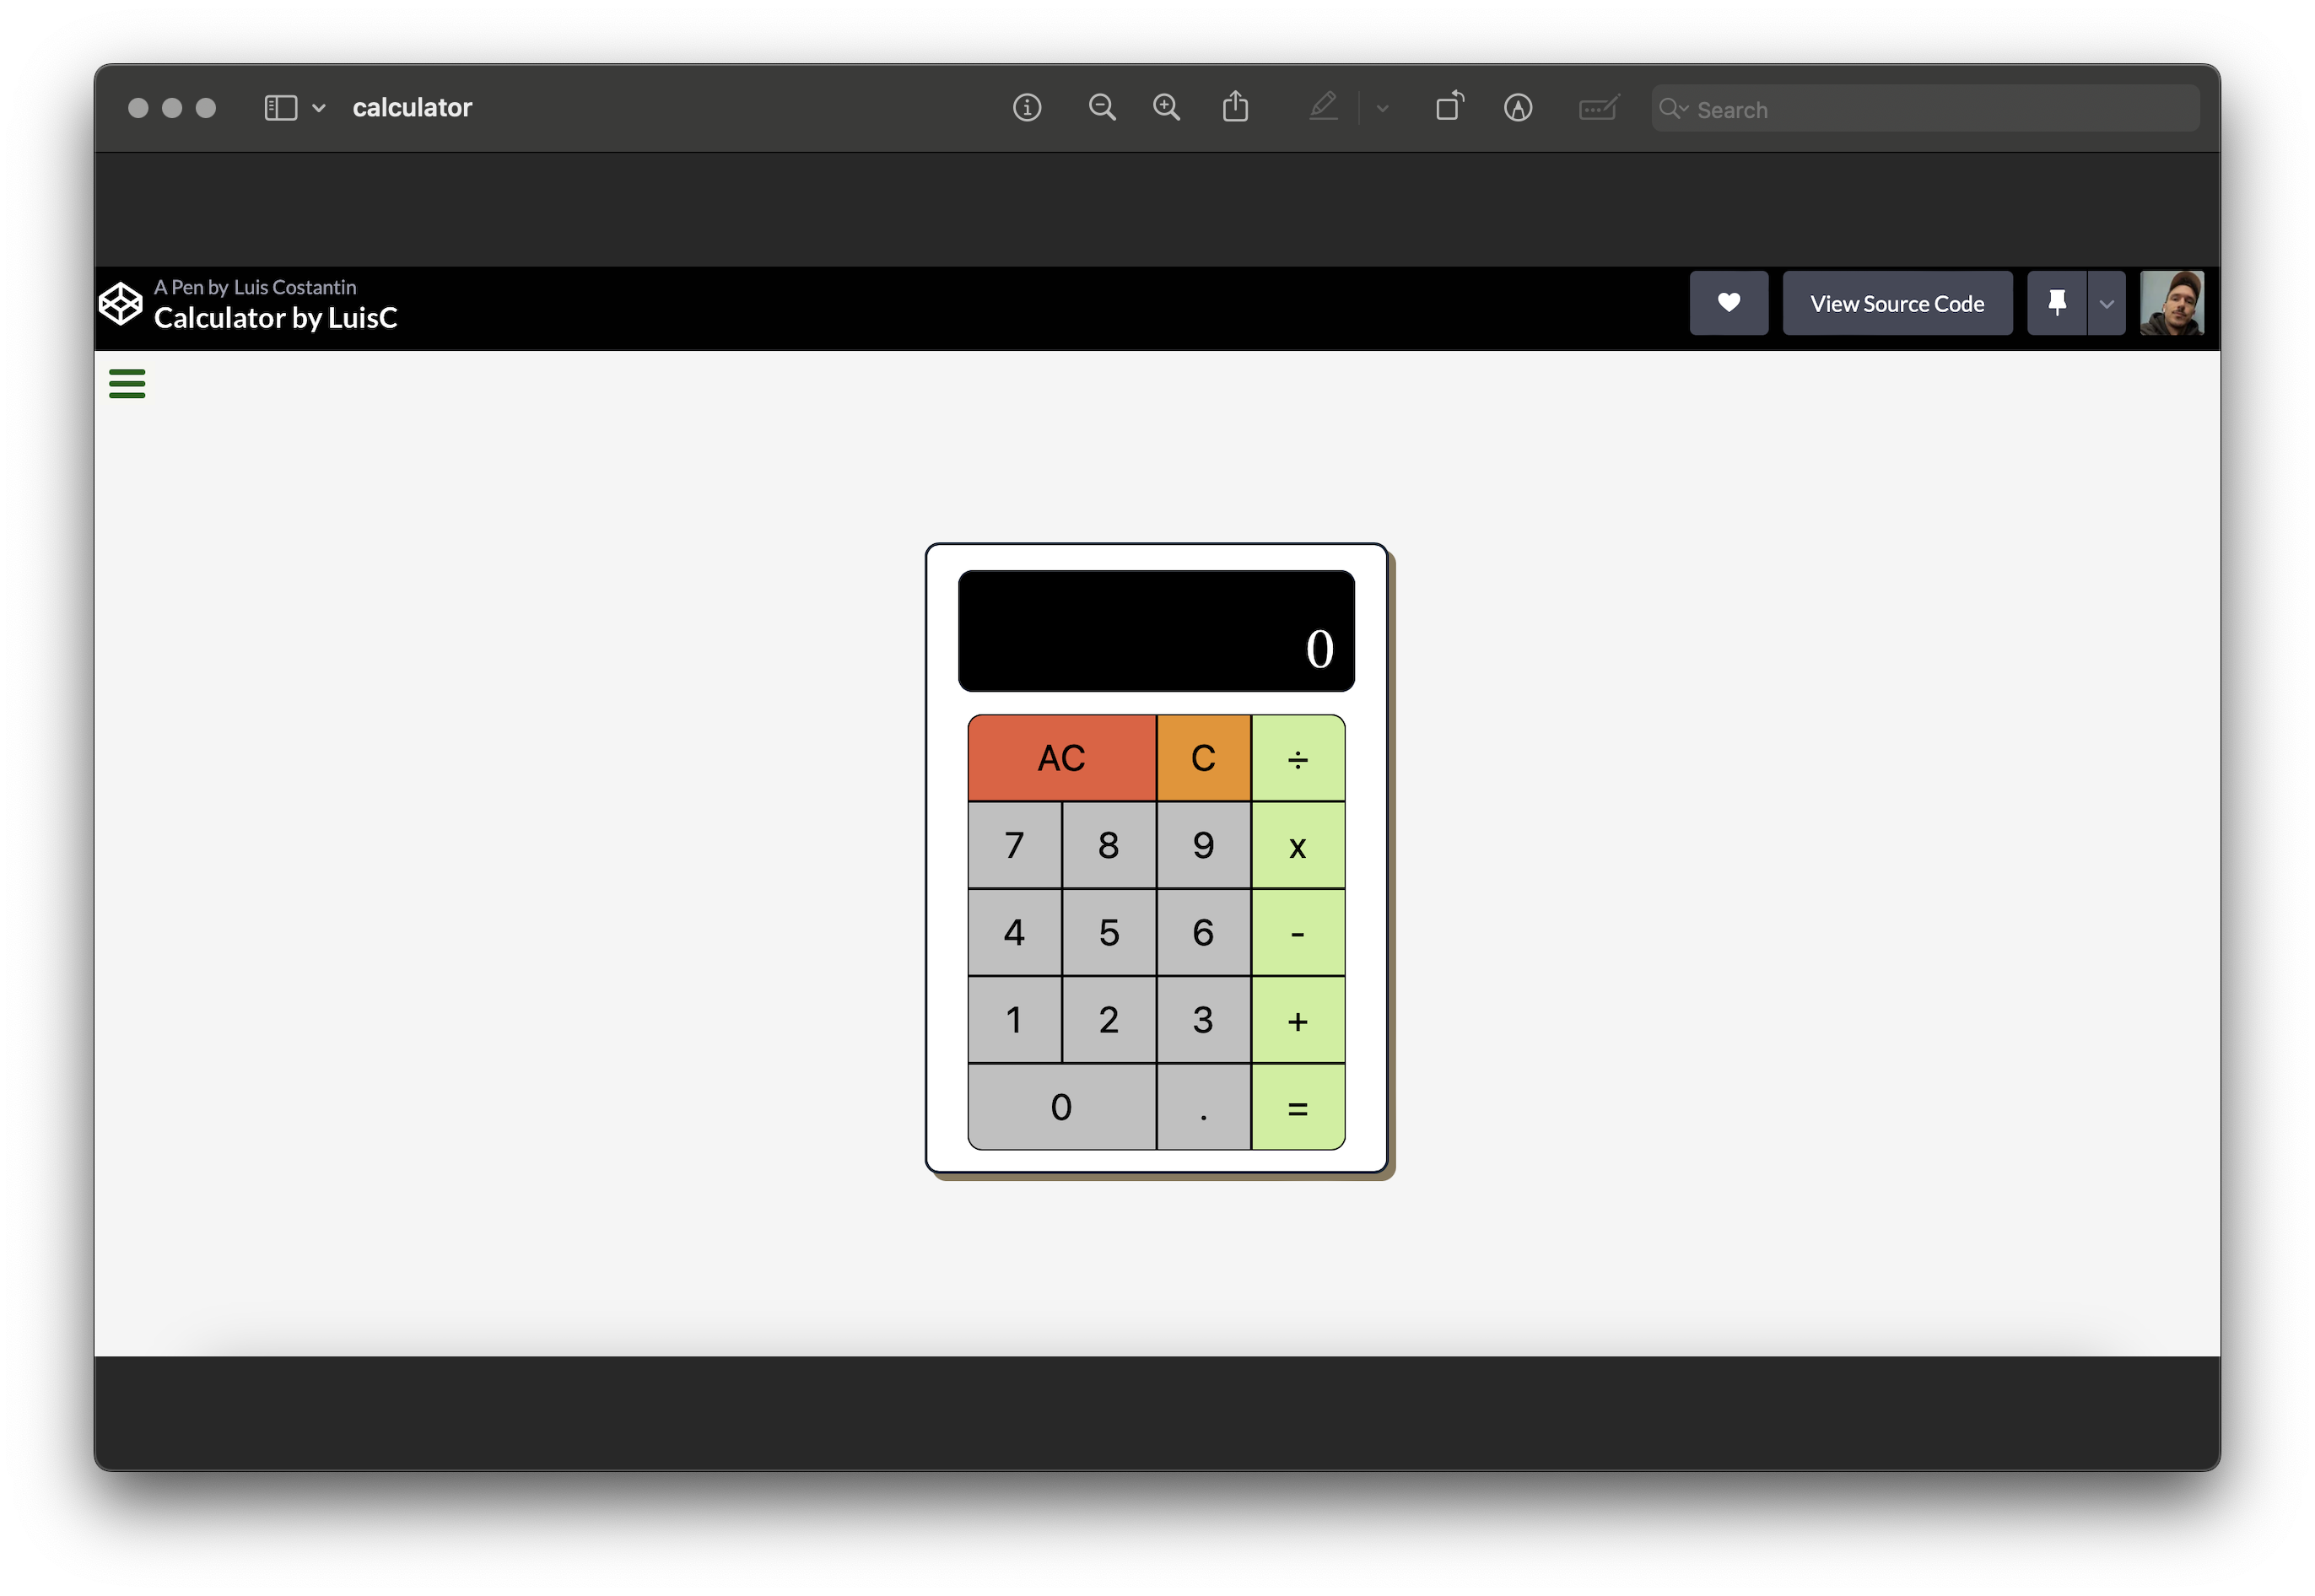 calculator
Search
A Pen by Luis Costantin
Calculator by LuisC
View Source Code
0
AC C ÷
7 8 9 x
4 5 6 -
1 2 3 +
0 . =